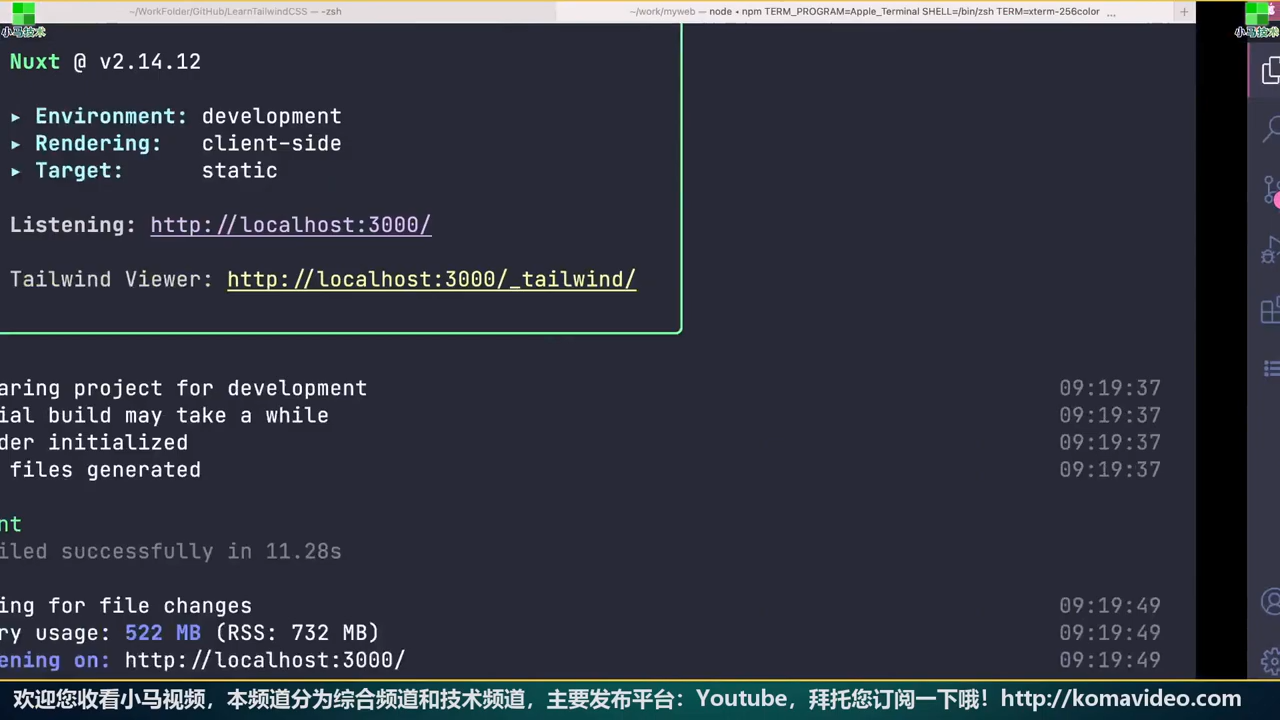 ~/WorkFolder/GitHub/LearnTailwindCSS — -zsh
~/work/myweb — node • npm TERM_PROGRAM=Apple_Terminal SHELL=/bin/zsh TERM=xterm-256color ...
小马技术
小马技术
Nuxt @ v2.14.12
▸ Environment: development
▸ Rendering: client-side
▸ Target: static
Listening: http://localhost:3000/
Tailwind Viewer: http://localhost:3000/_tailwind/
aring project for development 09:19:37
ial build may take a while 09:19:37
der initialized 09:19:37
files generated 09:19:37
nt
iled successfully in 11.28s
ing for file changes 09:19:49
ry usage: 522 MB (RSS: 732 MB) 09:19:49
ening on: http://localhost:3000/ 09:19:49
欢迎您收看小马视频，本频道分为综合频道和技术频道，主要发布平台：Youtube，拜托您订阅一下哦！http://komavideo.com